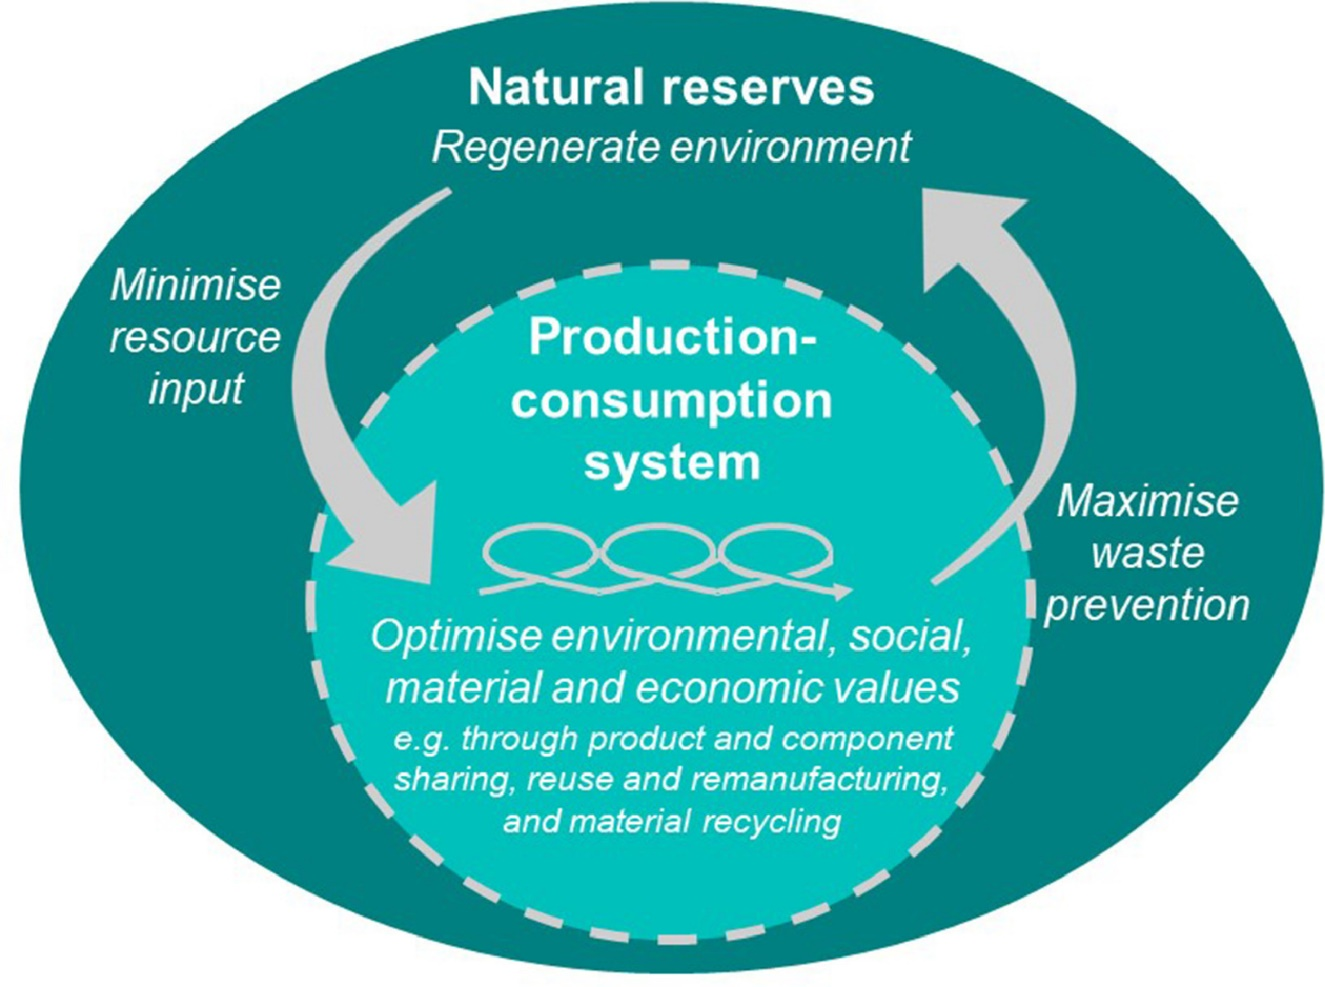 Natural reserves
Regenerate environment
Minimise
resource
input
Production-
consumption
system
Maximise
waste
prevention
Optimise environmental, social,
material and economic values
e.g. through product and component
sharing, reuse and remanufacturing,
and material recycling